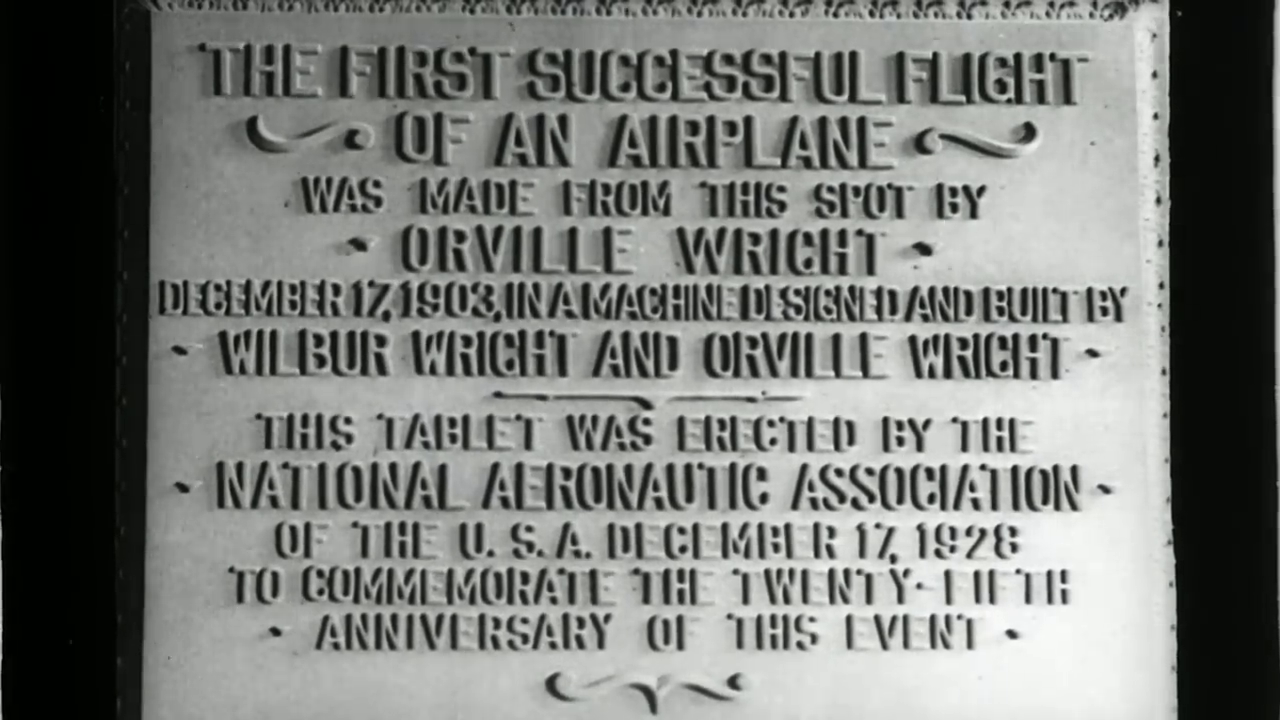 THE FIRST SUCCESSFUL FLIGHT
OF AN AIRPLANE
WAS MADE FROM THIS SPOT BY
ORVILLE WRIGHT
DECEMBER 17, 1903, IN A MACHINE DESIGNED AND BUILT BY
WILBUR WRIGHT AND ORVILLE WRIGHT
THIS TABLET WAS ERECTED BY THE
NATIONAL AERONAUTIC ASSOCIATION
OF THE U. S. A. DECEMBER 17, 1928
TO COMMEMORATE THE TWENTY-FIFTH
ANNIVERSARY OF THIS EVENT